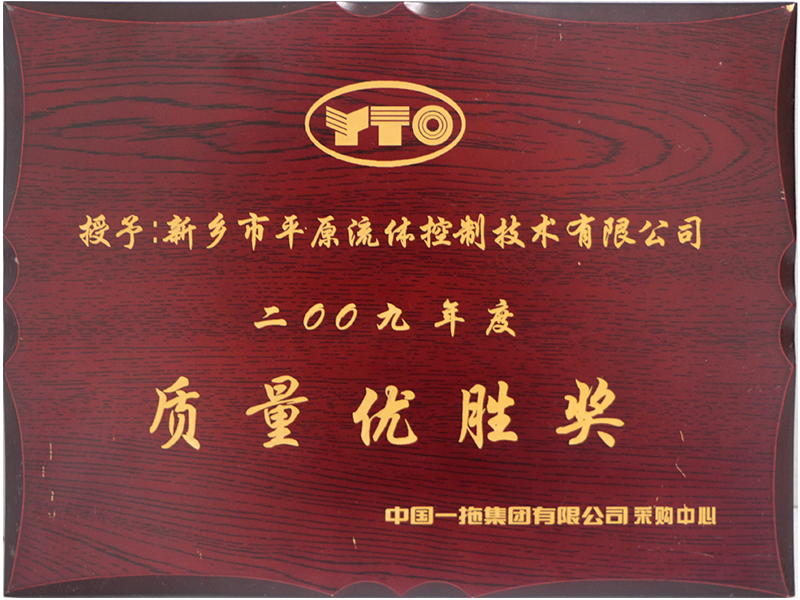 YTO
授予:新乡市平原流体控制技术有限公司
二〇〇九年度
质量优胜奖
中国一拖集团有限公司 采购中心